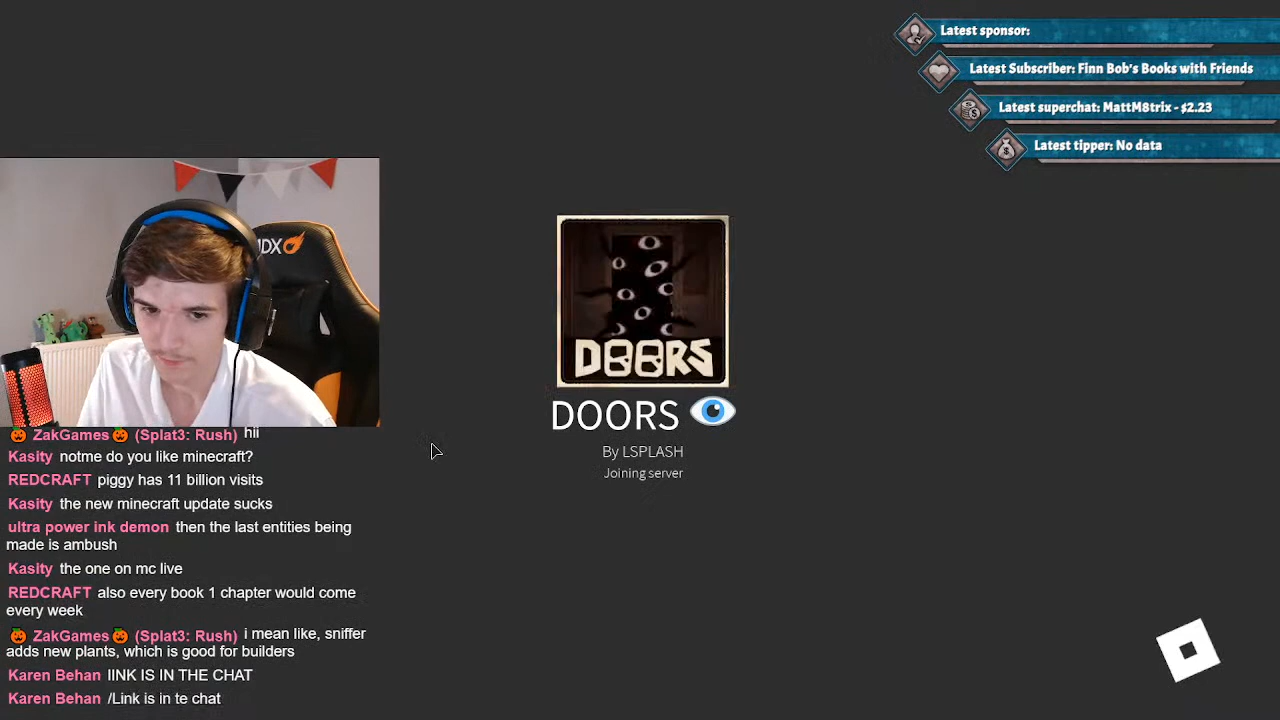 Latest sponsor:
Latest Subscriber: Finn Bob's Books with Friends
Latest superchat: MattM8trix - $2.23
Latest tipper: No data
DX
DOORS
DOORS
By LSPLASH
Joining server
ZakGames (Splat3: Rush) hii
Kasity notme do you like minecraft?
REDCRAFT piggy has 11 billion visits
Kasity the new minecraft update sucks
ultra power ink demon then the last entities being
made is ambush
Kasity the one on mc live
REDCRAFT also every book 1 chapter would come
every week
ZakGames (Splat3: Rush) i mean like, sniffer
adds new plants, which is good for builders
Karen Behan IINK IS IN THE CHAT
Karen Behan /Link is in te chat